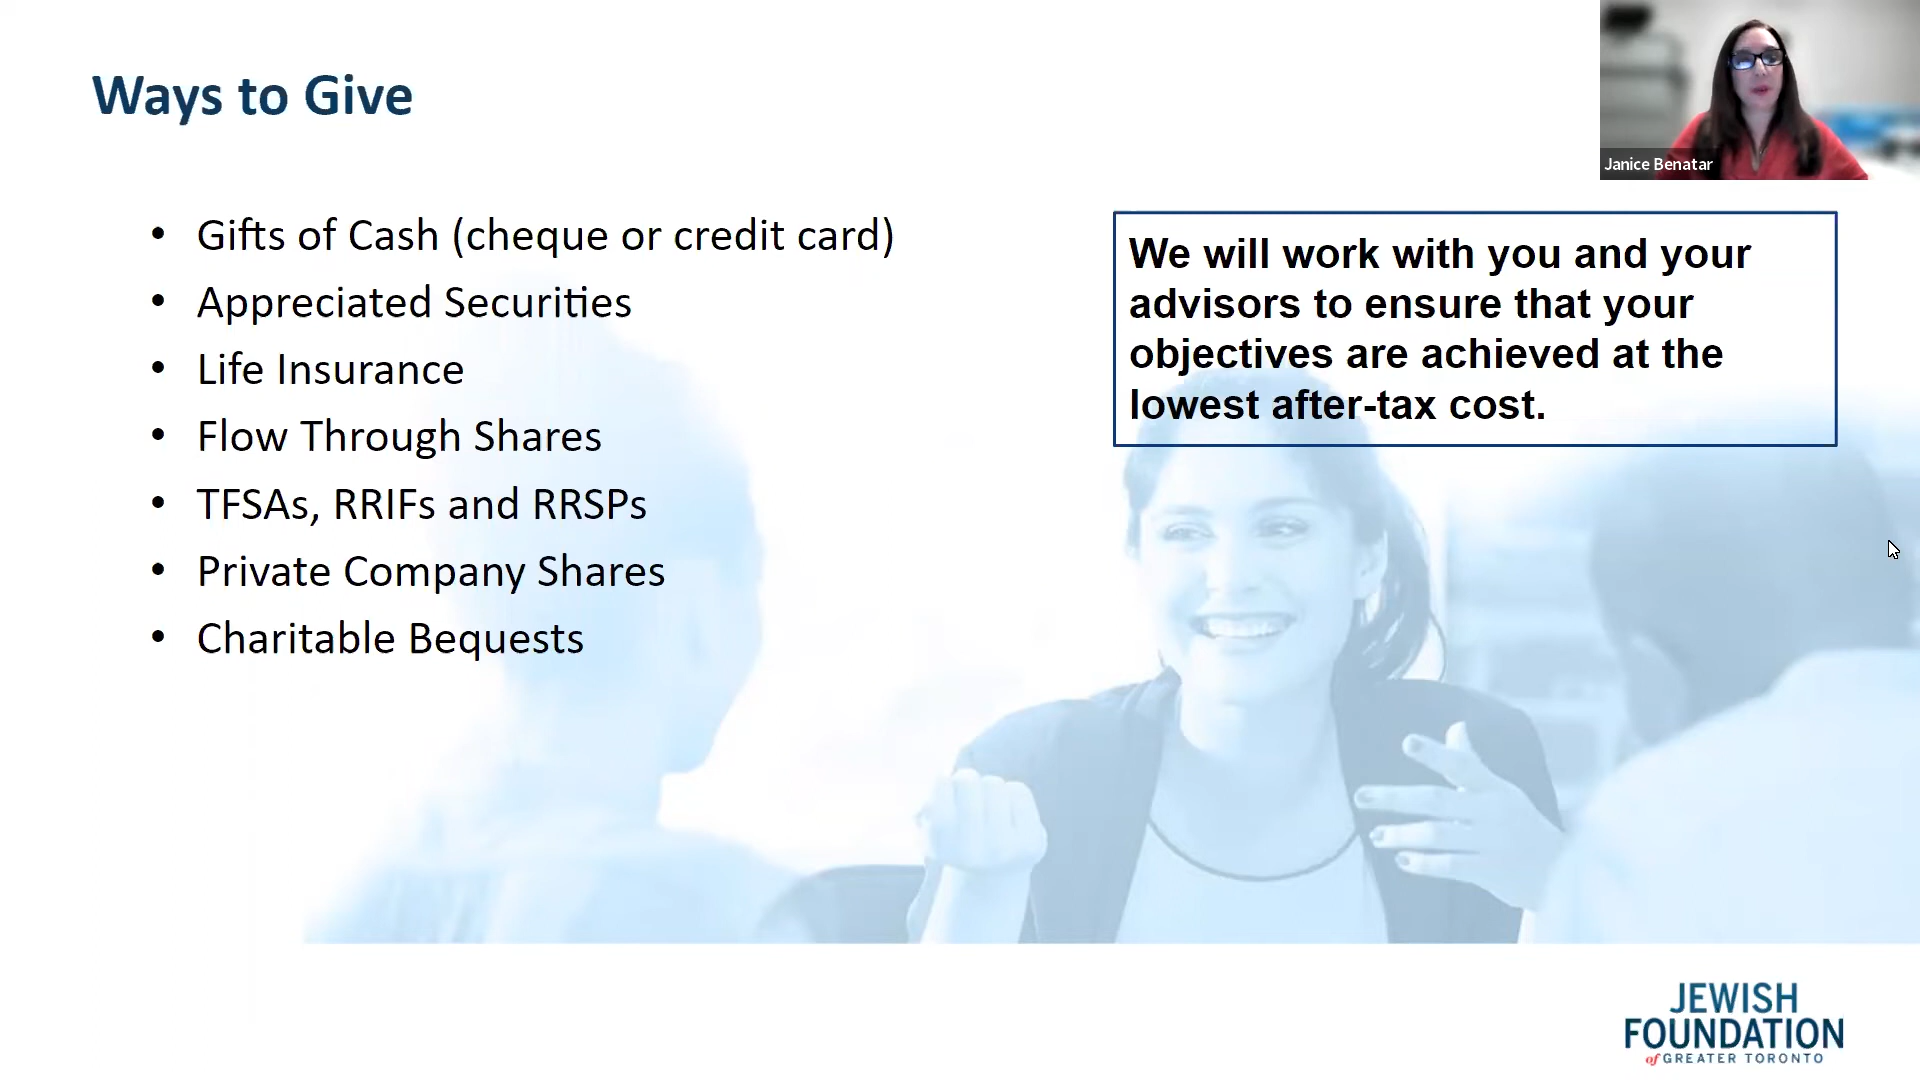 Ways to Give
Janice Benatar
• Gifts of Cash (cheque or credit card)
• Appreciated Securities
• Life Insurance
• Flow Through Shares
• TFSAs, RRIFs and RRSPs
• Private Company Shares
• Charitable Bequests
We will work with you and your
advisors to ensure that your
objectives are achieved at the
lowest after-tax cost.
JEWISH
FOUNDATION
of GREATER TORONTO